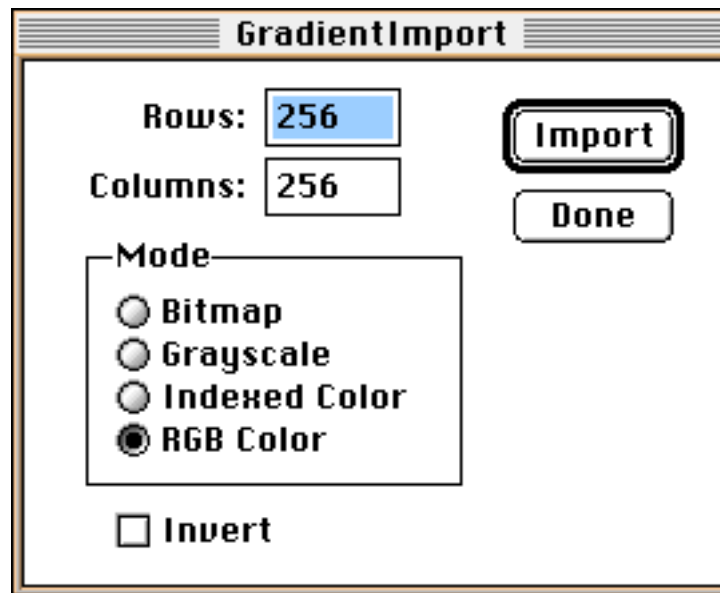 GradientImport
Rows: 256
Import
Columns: 256
Done
Mode
Bitmap
Grayscale
Indexed Color
RGB Color
Invert